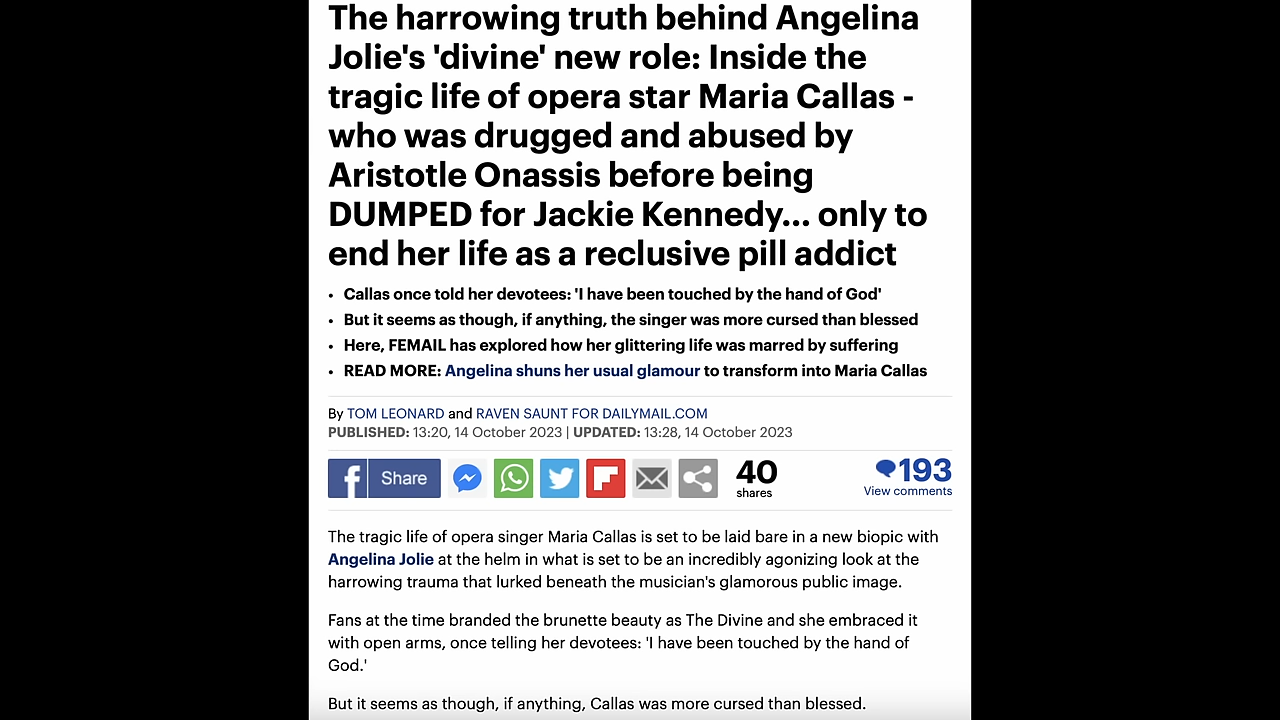 The harrowing truth behind Angelina
Jolie's 'divine' new role: Inside the
tragic life of opera star Maria Callas -
who was drugged and abused by
Aristotle Onassis before being
DUMPED for Jackie Kennedy... only to
end her life as a reclusive pill addict
• Callas once told her devotees: 'I have been touched by the hand of God'
• But it seems as though, if anything, the singer was more cursed than blessed
• Here, FEMAIL has explored how her glittering life was marred by suffering
• READ MORE: Angelina shuns her usual glamour to transform into Maria Callas
By TOM LEONARD and RAVEN SAUNT FOR DAILYMAIL.COM
PUBLISHED: 13:20, 14 October 2023 | UPDATED: 13:28, 14 October 2023
Share
40
shares
193
View comments
The tragic life of opera singer Maria Callas is set to be laid bare in a new biopic with
Angelina Jolie at the helm in what is set to be an incredibly agonizing look at the
harrowing trauma that lurked beneath the musician's glamorous public image.
Fans at the time branded the brunette beauty as The Divine and she embraced it
with open arms, once telling her devotees: 'I have been touched by the hand of
God.'
But it seems as though, if anything, Callas was more cursed than blessed.